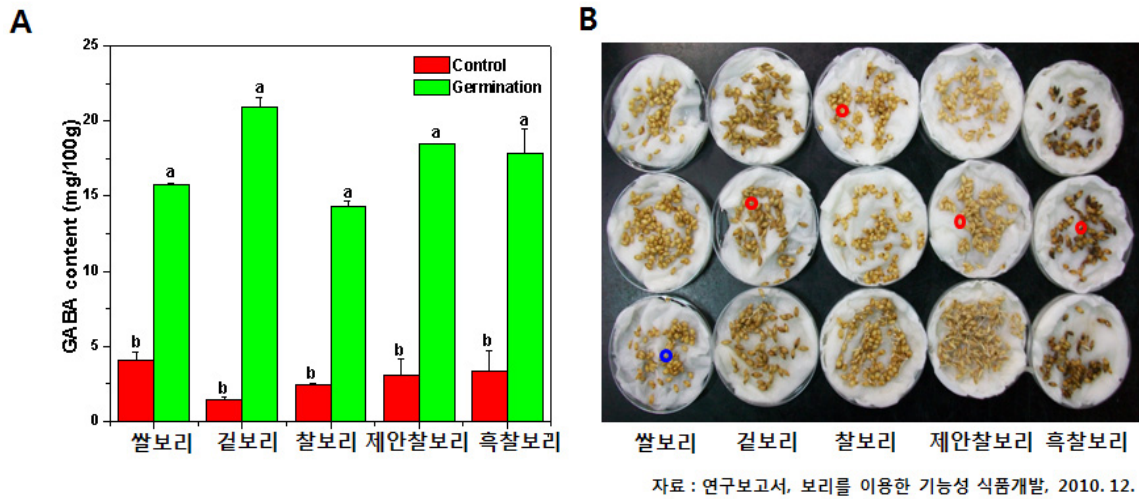 A
B
25
20
15
10
5
0
GABA content (mg/100g)
Control
Germination
b a b a b a b a b a
쌀보리 겉보리 찰보리 제안찰보리 흑찰보리
쌀보리 겉보리 찰보리 제안찰보리 흑찰보리
자료 : 연구보고서, 보리를 이용한 기능성 식품개발, 2010. 12.